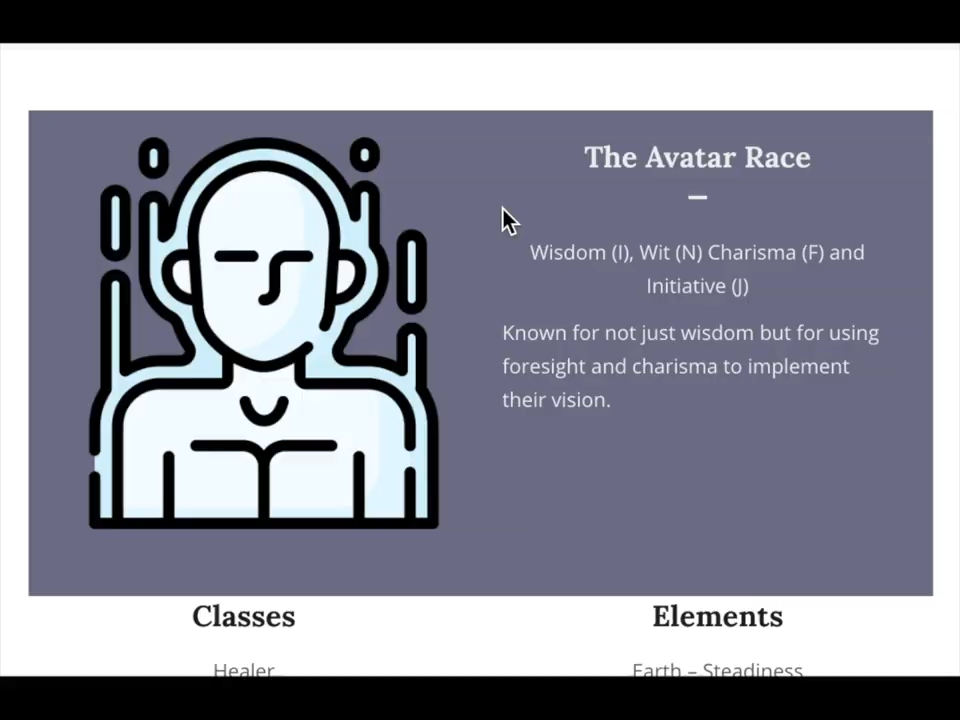 The Avatar Race
Wisdom (I), Wit (N) Charisma (F) and
Initiative (J)
Known for not just wisdom but for using
foresight and charisma to implement
their vision.
Classes
Elements
Healer
Earth – Steadiness